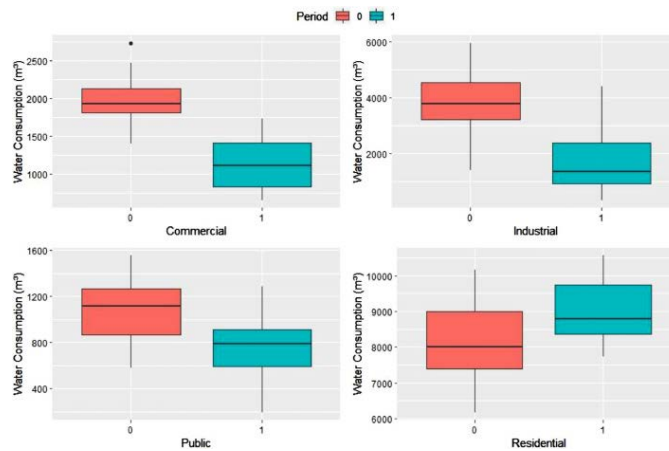 Period 0 1
Water Consumption (m³)
2500
2000
1500
1000
0 1
Commercial
Water Consumption (m³)
6000
4000
2000
0 1
Industrial
Water Consumption (m³)
1600
1200
800
400
0 1
Public
Water Consumption (m³)
10000
9000
8000
7000
6000
0 1
Residential